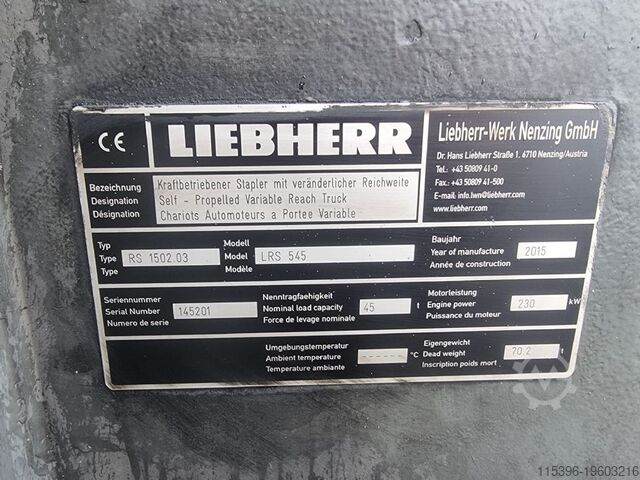 CE LIEBHERR
Liebherr-Werk Nenzing GmbH
Dr. Hans Liebherr Straße 1. 6710 Nenzing/Austria
Tel.: +43 50809 41-0
Fax.: +43 50809 41-500
E-mail: info.lwn@liebherr.com
www.liebherr.com
Bezeichnung Kraftbetriebener Stapler mit veränderlicher Reichweite
Designation Self - Propelled Variable Reach Truck
Désignation Chariots Automoteurs a Portee Variable
Typ
Type RS 1502.03
Type
Modell
Model LRS 545
Modèle
Baujahr
Year of manufacture 2015
Année de construction
Seriennummer
Serial Number 145201
Numero de serie
Nenntragfaehigkeit
Nominal load capacity 45 t
Force de levage nominale
Motorleistung
Engine power 230 kW
Puissance du moteur
Umgebungstemperatur
Ambient temperature ------ °C
Temperature ambiante
Eigengewicht
Dead weight 70.2 t
Inscription poids mort
115396-19603216